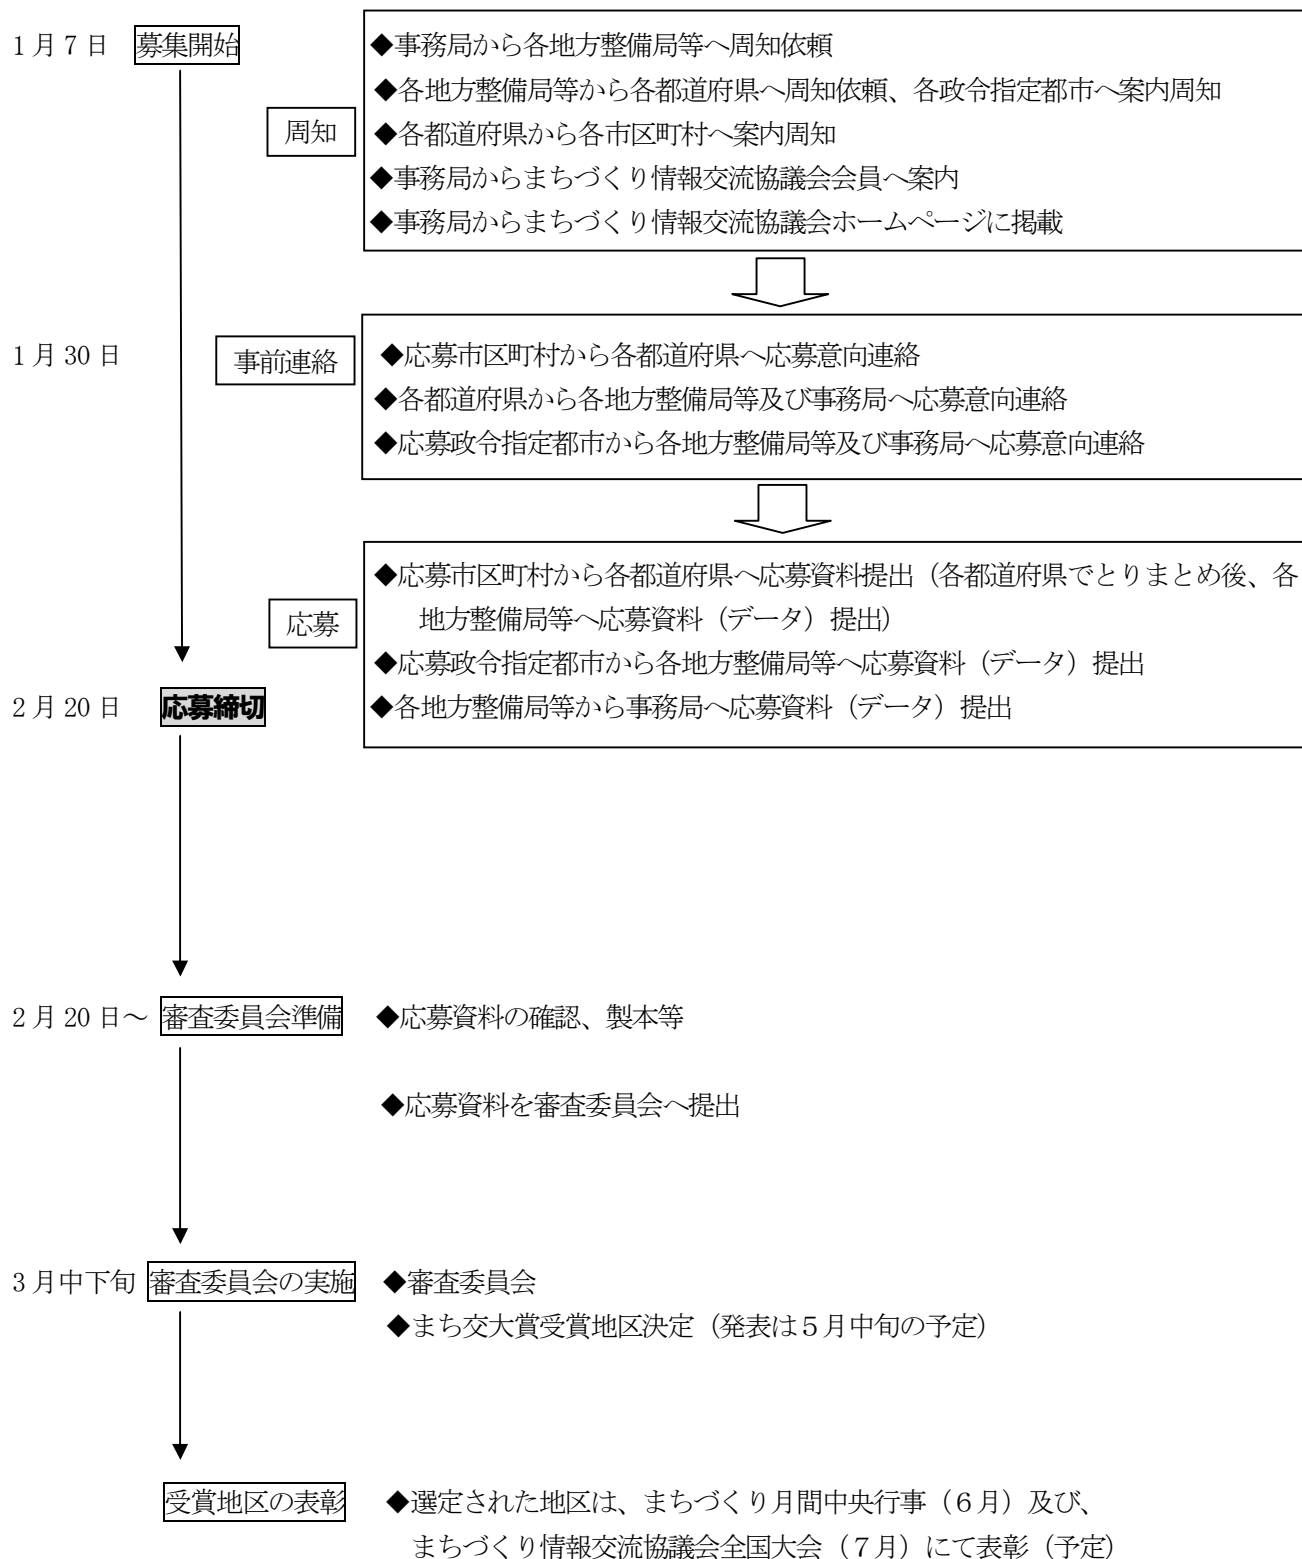 1月7日 募集開始
◆事務局から各地方整備局等へ周知依頼
◆各地方整備局等から各都道府県へ周知依頼、各政令指定都市へ案内周知
周知
◆各都道府県から各市区町村へ案内周知
◆事務局からまちづくり情報交流協議会会員へ案内
◆事務局からまちづくり情報交流協議会ホームページに掲載
1月30日
事前連絡
◆応募市区町村から各都道府県へ応募意向連絡
◆各都道府県から各地方整備局等及び事務局へ応募意向連絡
◆応募政令指定都市から各地方整備局等及び事務局へ応募意向連絡
◆応募市区町村から各都道府県へ応募資料提出（各都道府県でとりまとめ後、各
地方整備局等へ応募資料（データ）提出）
応募
◆応募政令指定都市から各地方整備局等へ応募資料（データ）提出
2月20日 応募締切
◆各地方整備局等から事務局へ応募資料（データ）提出
2月20日～ 審査委員会準備 ◆応募資料の確認、製本等
◆応募資料を審査委員会へ提出
3月中下旬 審査委員会の実施 ◆審査委員会
◆まち交大賞受賞地区決定（発表は５月中旬の予定）
受賞地区の表彰 ◆選定された地区は、まちづくり月間中央行事（６月）及び、
まちづくり情報交流協議会全国大会（７月）にて表彰（予定）